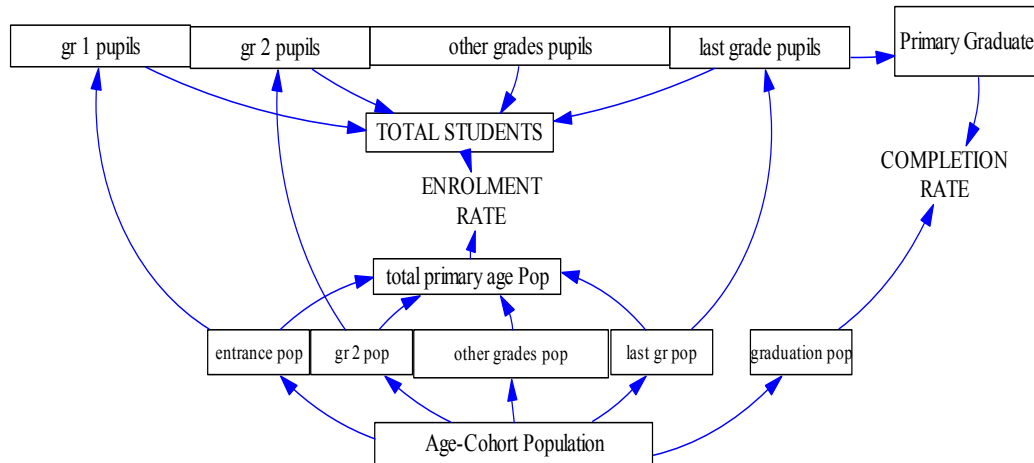 gr 1 pupils
gr 2 pupils
other grades pupils
last grade pupils
Primary Graduate
TOTAL STUDENTS
ENROLMENT
RATE
COMPLETION
RATE
total primary age Pop
entrance pop
gr 2 pop
other grades pop
last gr pop
graduation pop
Age-Cohort Population